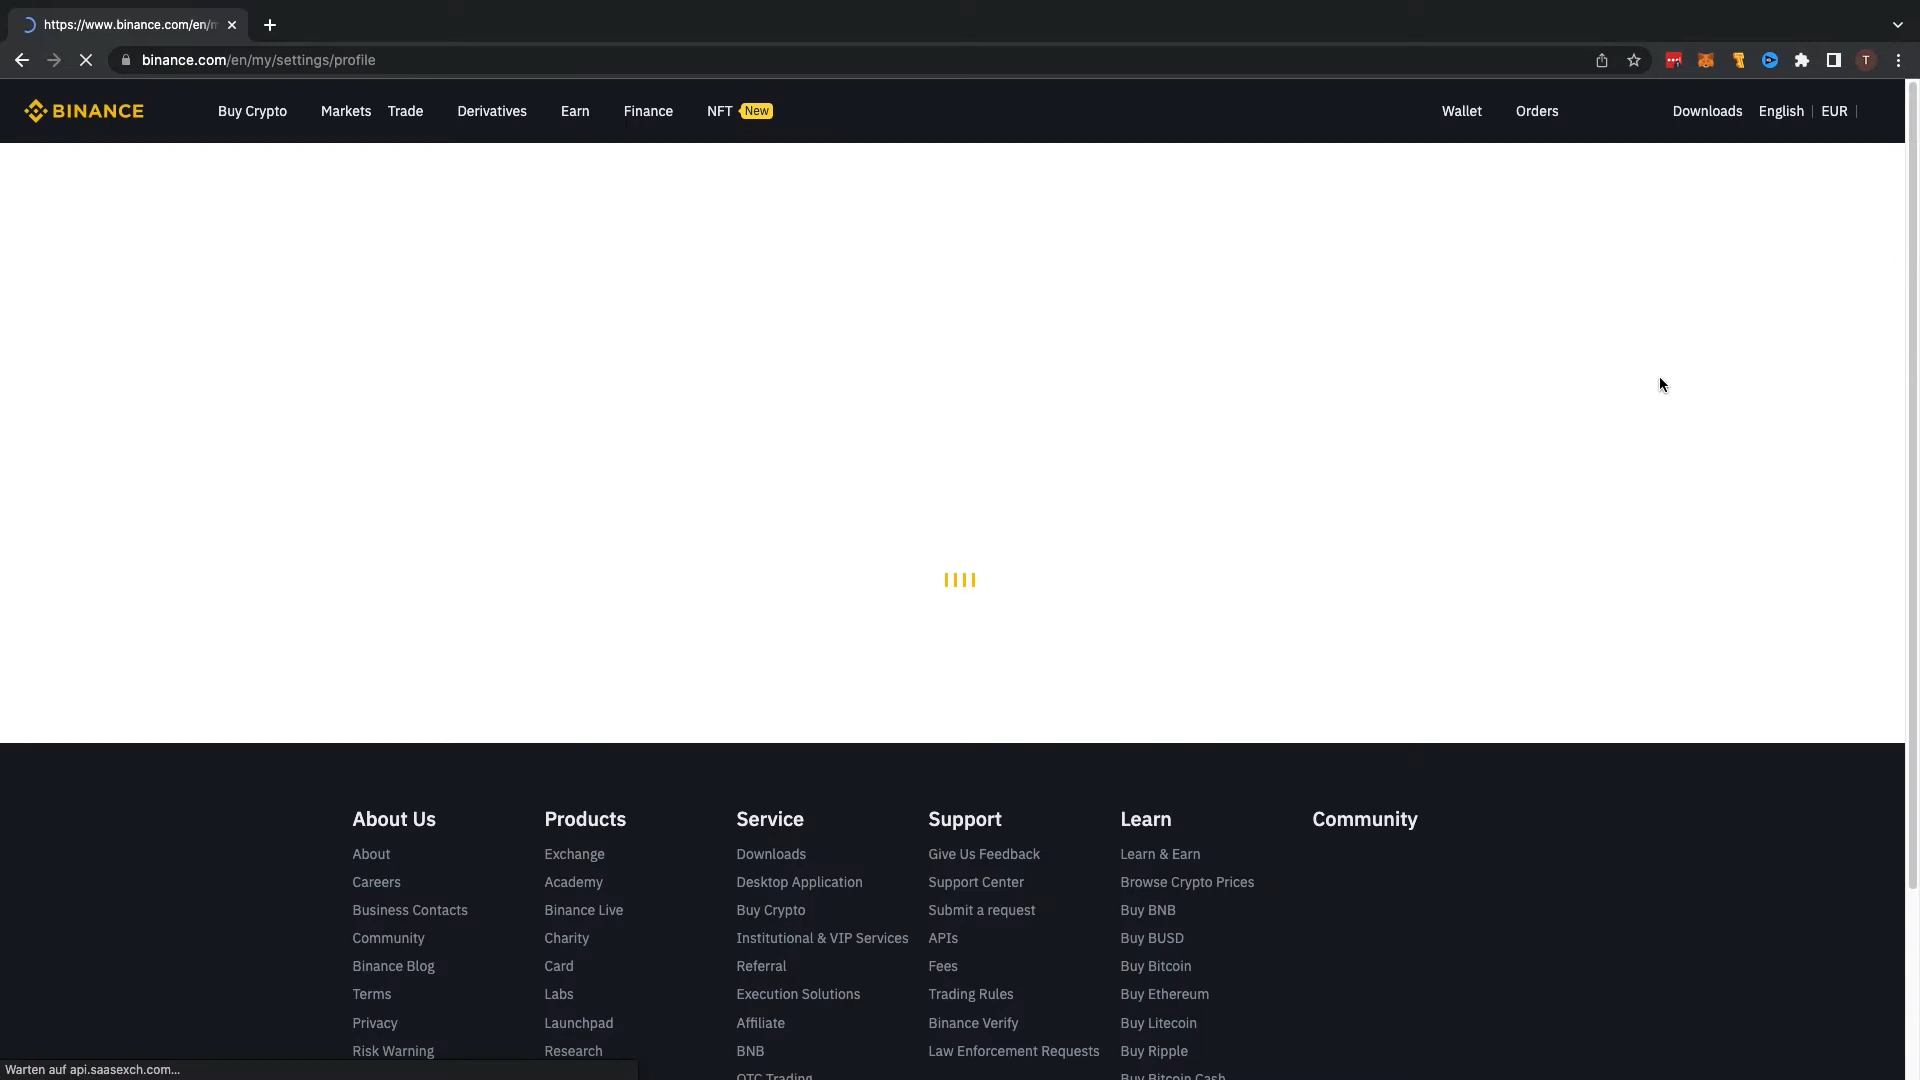 https://www.binance.com/en/m
binance.com/en/my/settings/profile
T
BINANCE Buy Crypto Markets Trade Derivatives Earn Finance NFT New Wallet Orders Downloads English EUR
About Us Products Service Support Learn Community
About Exchange Downloads Give Us Feedback Learn & Earn
Careers Academy Desktop Application Support Center Browse Crypto Prices
Business Contacts Binance Live Buy Crypto Submit a request Buy BNB
Community Charity Institutional & VIP Services APIs Buy BUSD
Binance Blog Card Referral Fees Buy Bitcoin
Terms Labs Execution Solutions Trading Rules Buy Ethereum
Privacy Launchpad Affiliate Binance Verify Buy Litecoin
Risk Warning Research BNB Law Enforcement Requests Buy Ripple
OTC Trading Buy Bitcoin Cash
Warten auf api.saasexch.com...